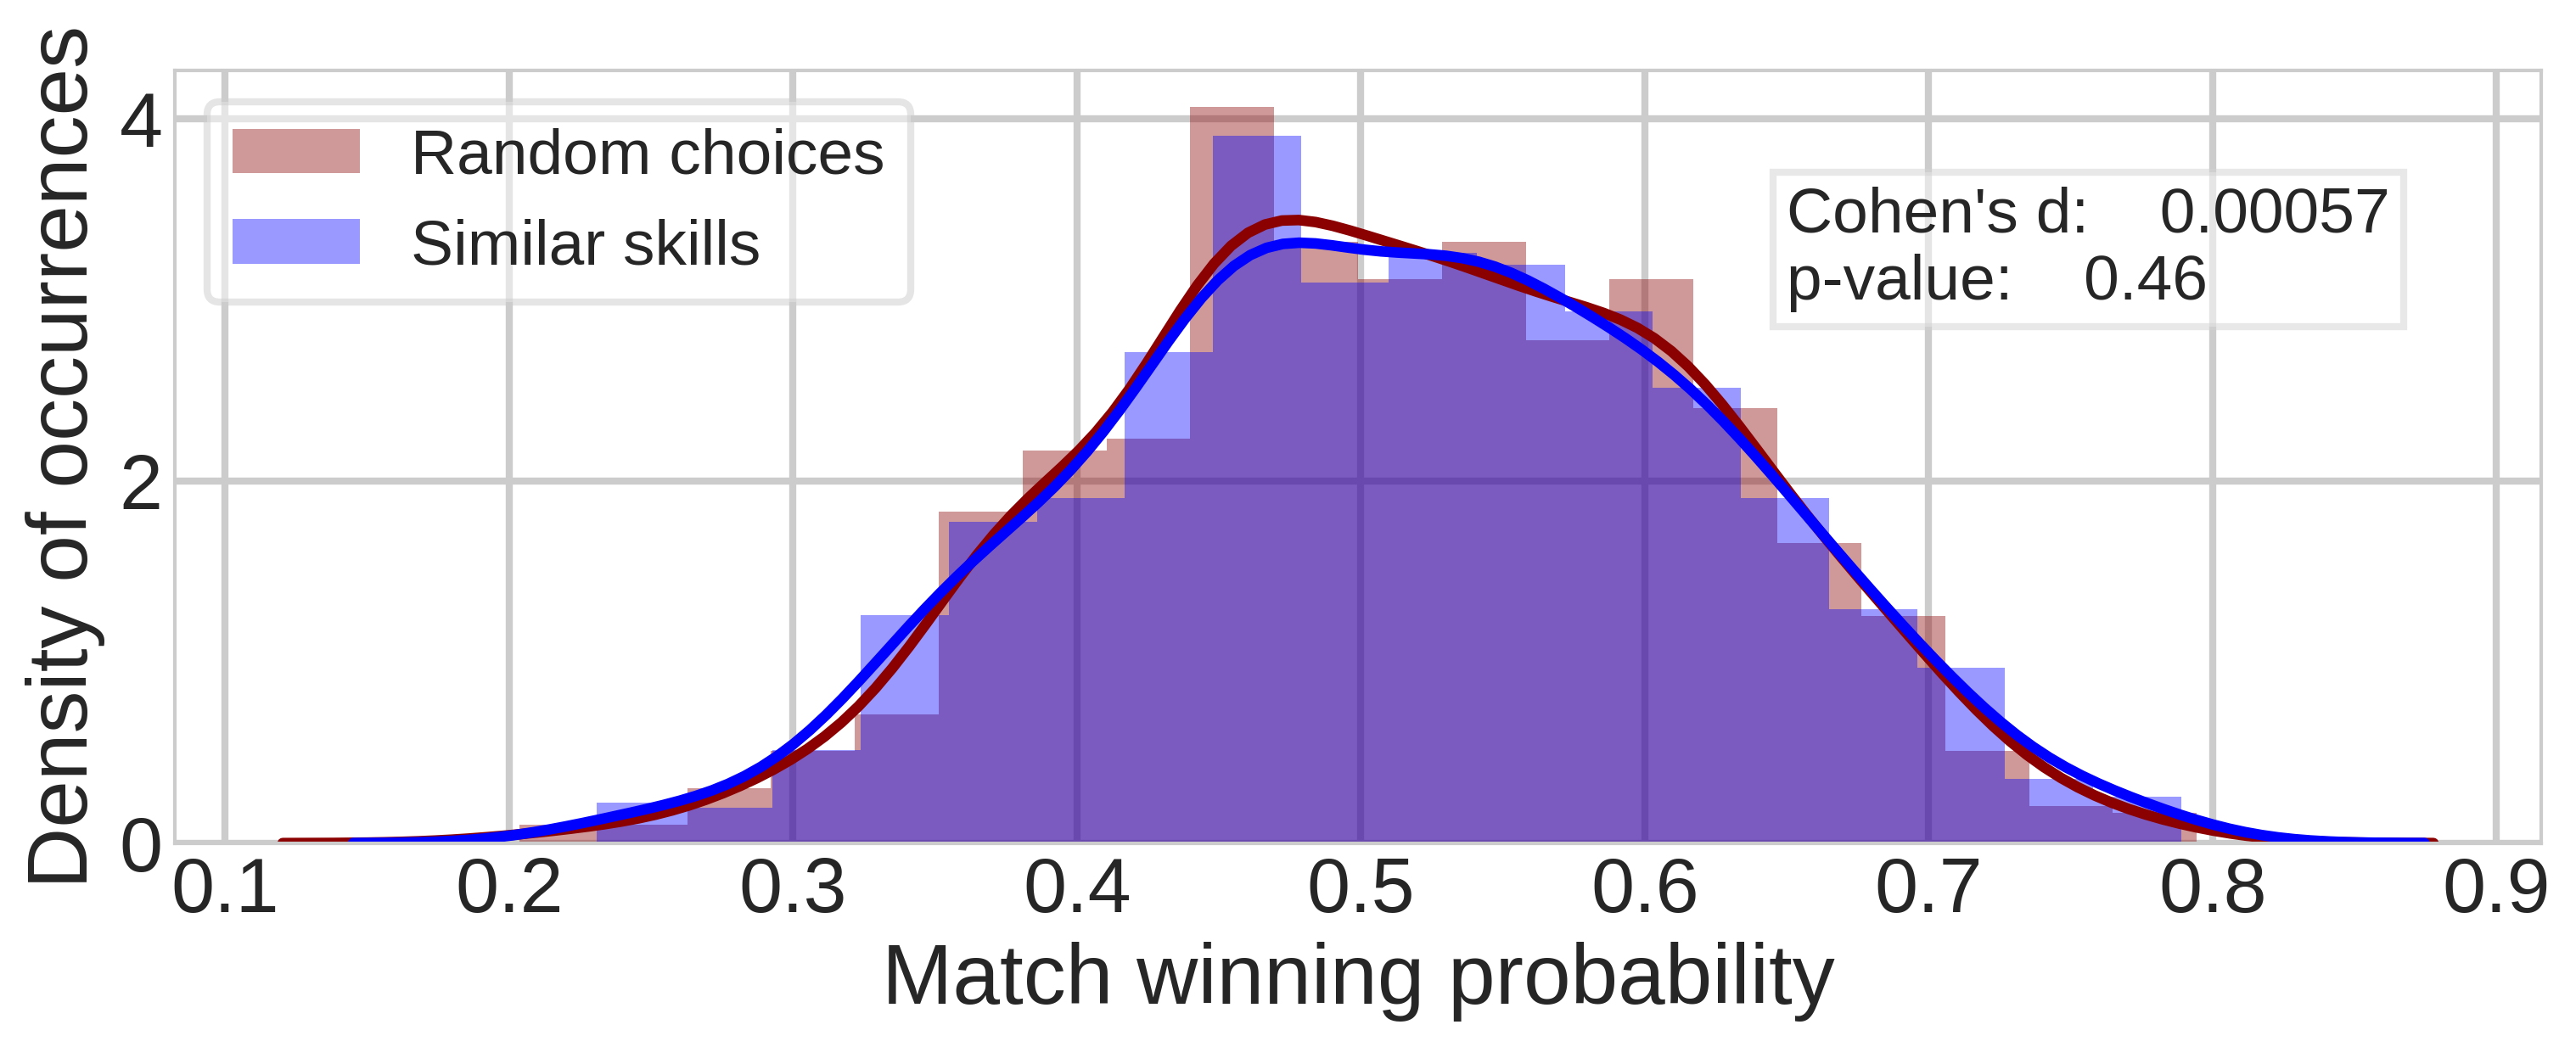 Density of occurrences
4
2
0
Random choices
Similar skills
Cohen's d: 0.00057
p-value: 0.46
0.1 0.2 0.3 0.4 0.5 0.6 0.7 0.8 0.9
Match winning probability